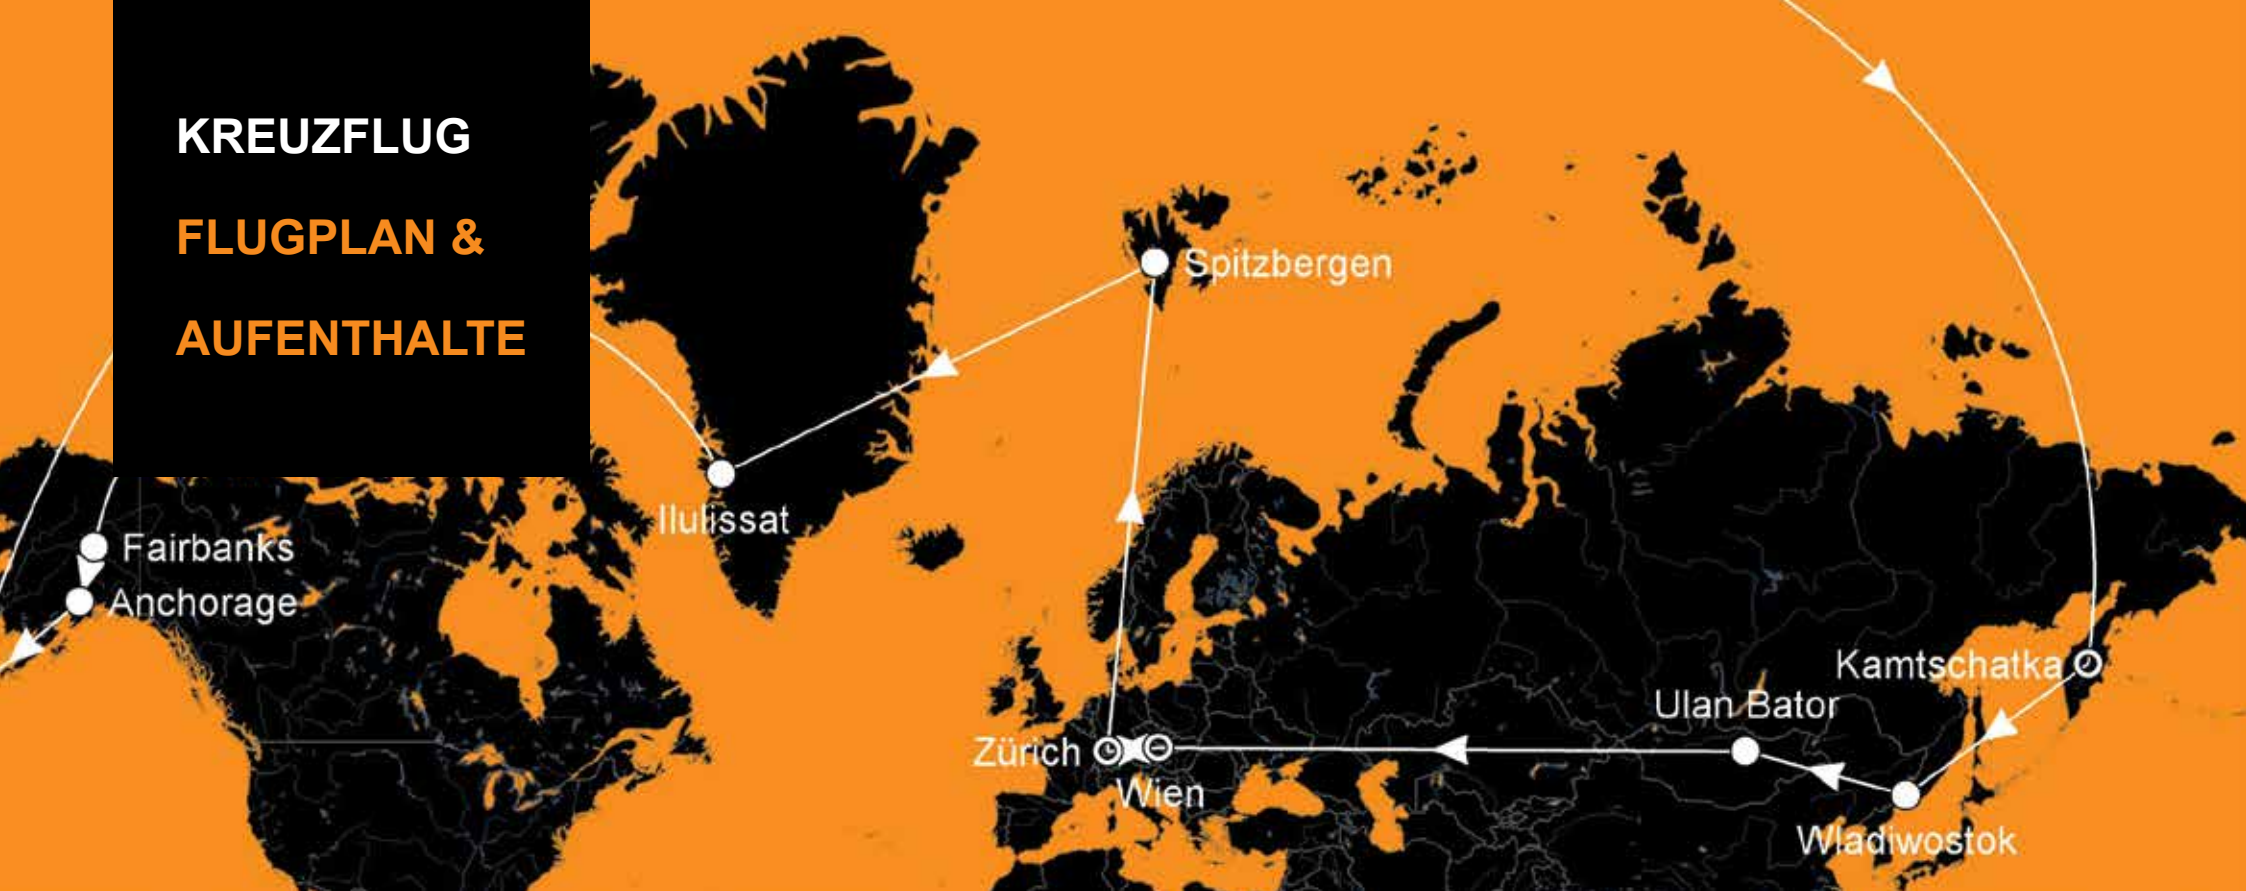 KREUZFLUG
FLUGPLAN &
AUFENTHALTE
Spitzbergen
Ilulissat
Fairbanks
Anchorage
Kamtschatka
Ulan Bator
Zürich
Wien
Wladiwostok